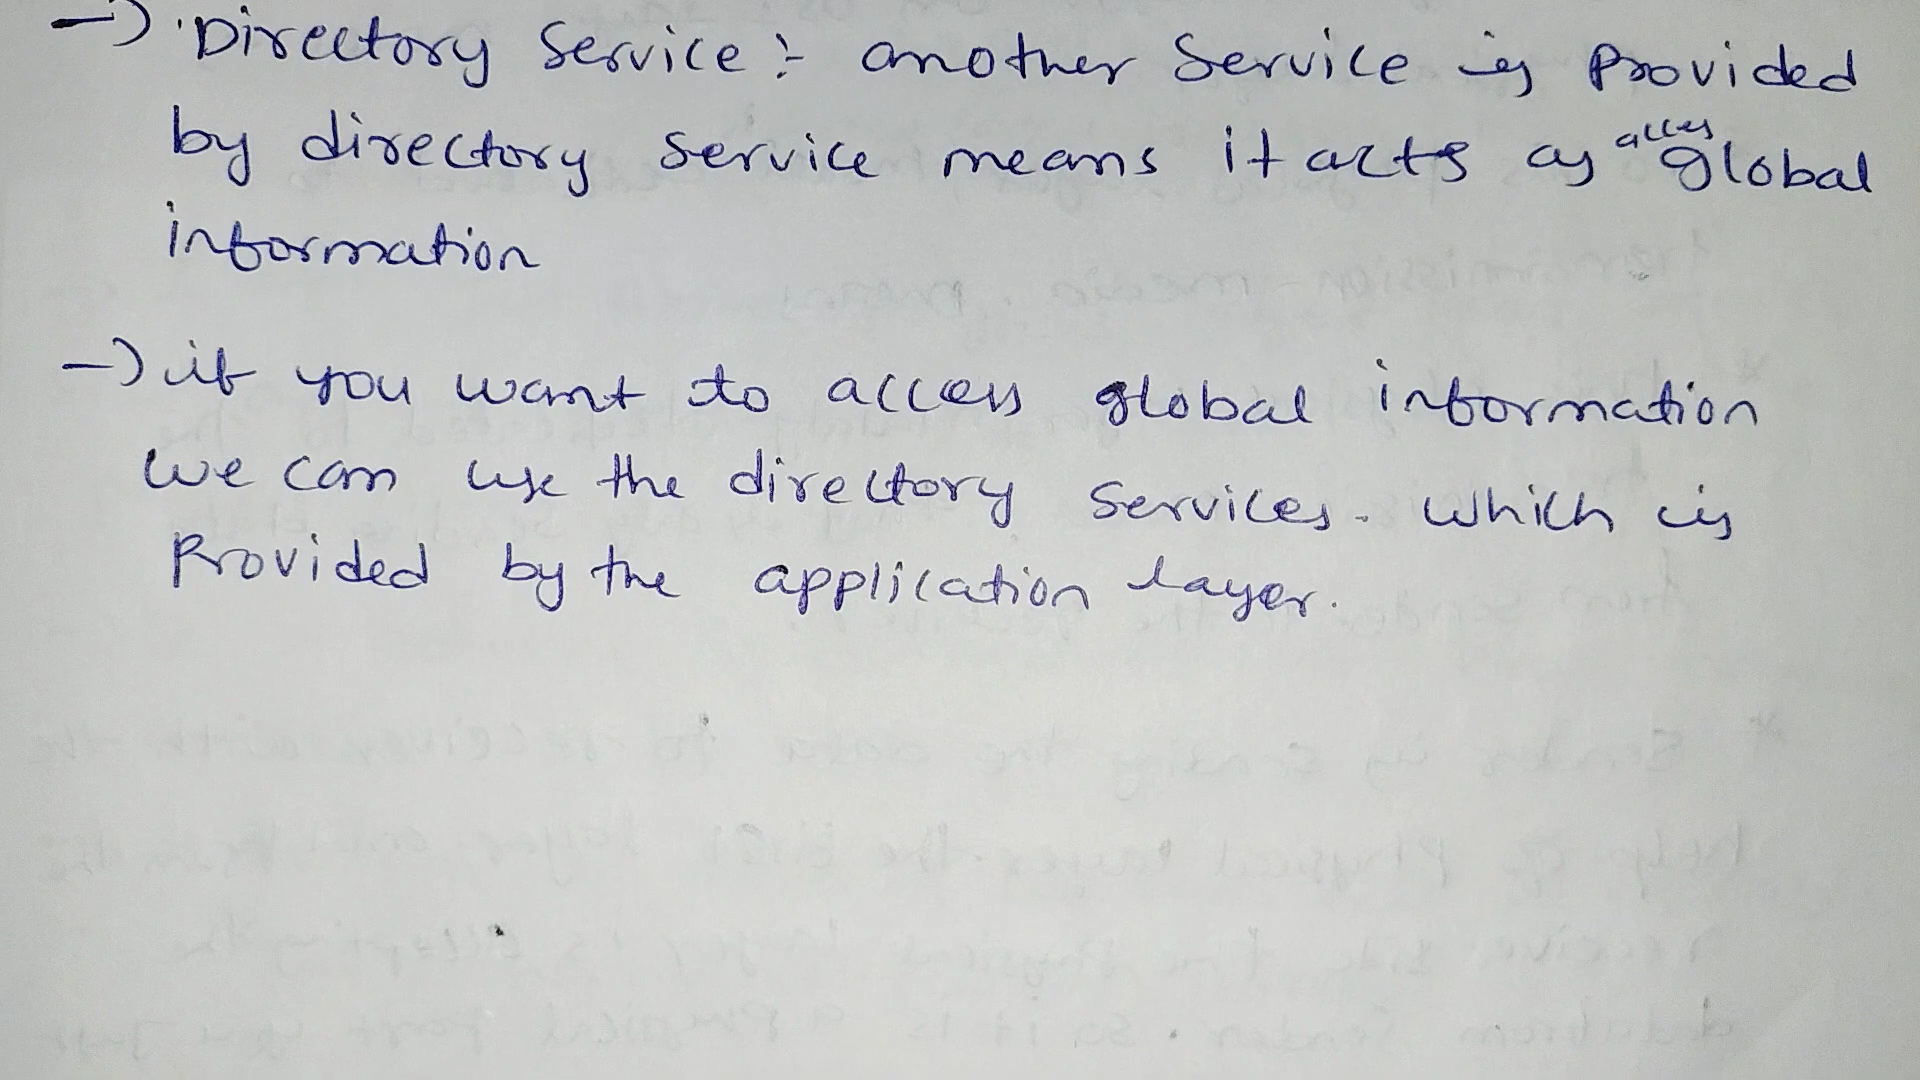 → Directory Service :- another Service is Provided
by directory Service means it acts as acces global
information
→ if you want to access global information
we can use the directory Services. which is
Provided by the application layer.